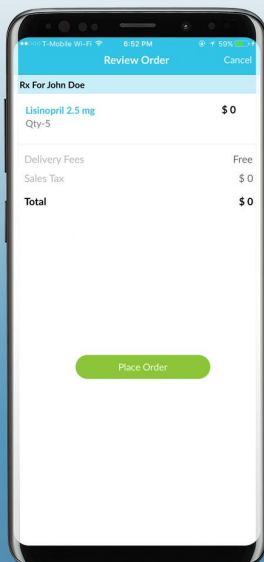 T-Mobile Wi-Fi 6:52 PM 59%
Review Order Cancel
Rx For John Doe
Lisinopril 2.5 mg $ 0
Qty-5
Delivery Fees Free
Sales Tax $ 0
Total $ 0
Place Order